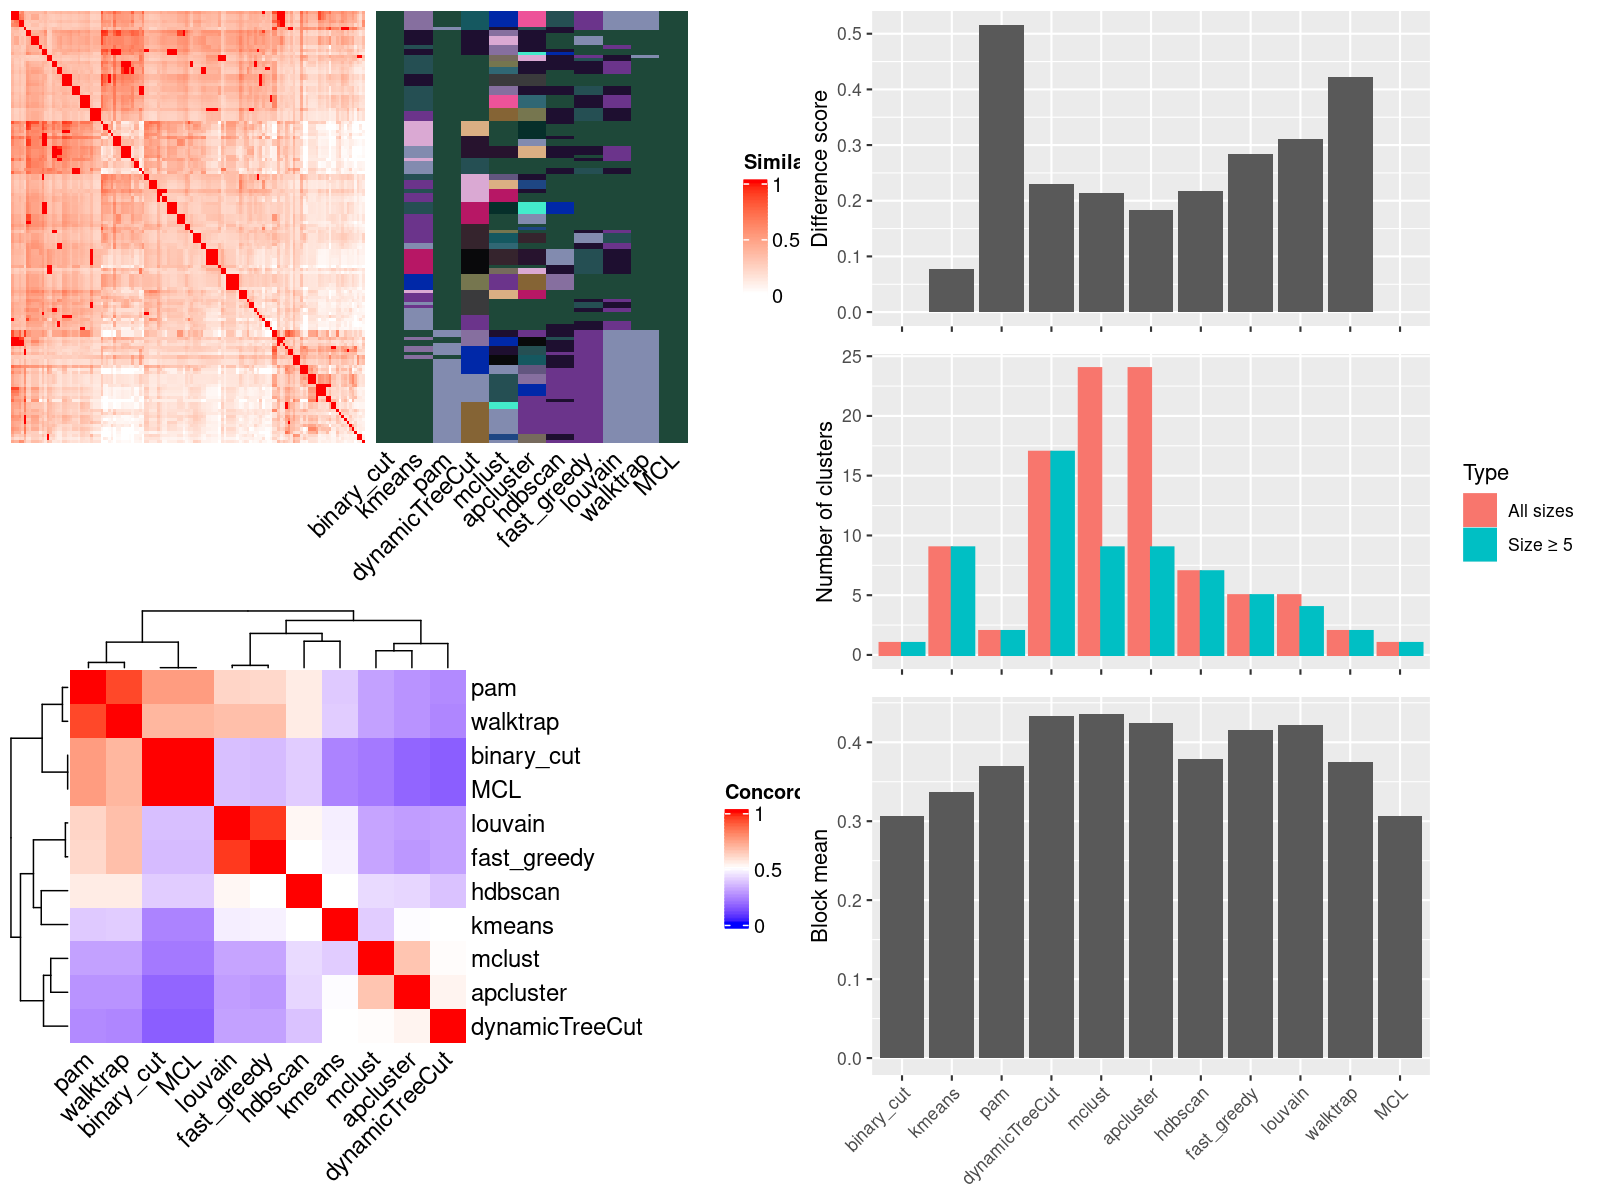 Simila
1
0.5
0
binary_cut
kmeans
pam
dynamicTreeCut
mclust
apcluster
hdbscan
fast_greedy
louvain
walktrap
MCL
pam
walktrap
binary_cut
MCL
louvain
fast_greedy
hdbscan
kmeans
mclust
apcluster
dynamicTreeCut
pam
walktrap
binary_cut
MCL
louvain
fast_greedy
hdbscan
kmeans
mclust
apcluster
dynamicTreeCut
Concord
1
0.5
0
Difference score
0.5
0.4
0.3
0.2
0.1
0.0
Number of clusters
25
20
15
10
5
0
Type
All sizes
Size ≥ 5
Block mean
0.4
0.3
0.2
0.1
0.0
binary_cut
kmeans
pam
dynamicTreeCut
mclust
apcluster
hdbscan
fast_greedy
louvain
walktrap
MCL